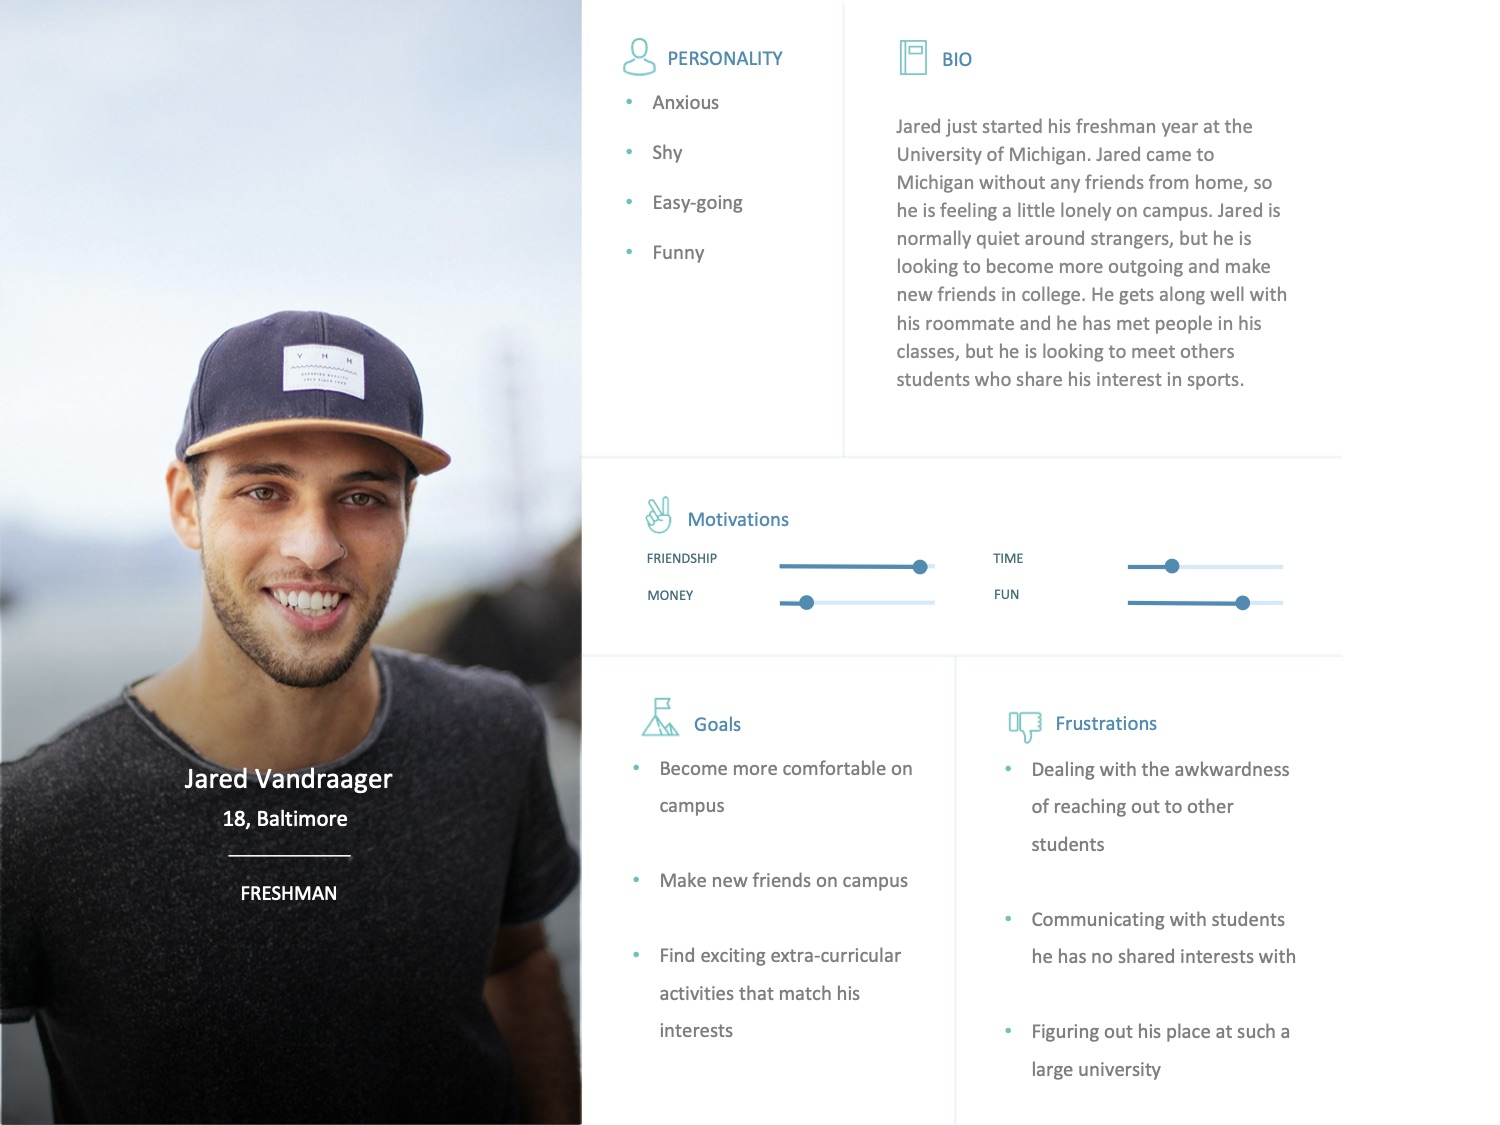 Y H H
PERSONALITY
• Anxious
• Shy
• Easy-going
• Funny
BIO
Jared just started his freshman year at the
University of Michigan. Jared came to
Michigan without any friends from home, so
he is feeling a little lonely on campus. Jared is
normally quiet around strangers, but he is
looking to become more outgoing and make
new friends in college. He gets along well with
his roommate and he has met people in his
classes, but he is looking to meet others
students who share his interest in sports.
Motivations
FRIENDSHIP
MONEY
TIME
FUN
Jared Vandraager
18, Baltimore
FRESHMAN
Goals
• Become more comfortable on
campus
• Make new friends on campus
• Find exciting extra-curricular
activities that match his
interests
Frustrations
• Dealing with the awkwardness
of reaching out to other
students
• Communicating with students
he has no shared interests with
• Figuring out his place at such a
large university